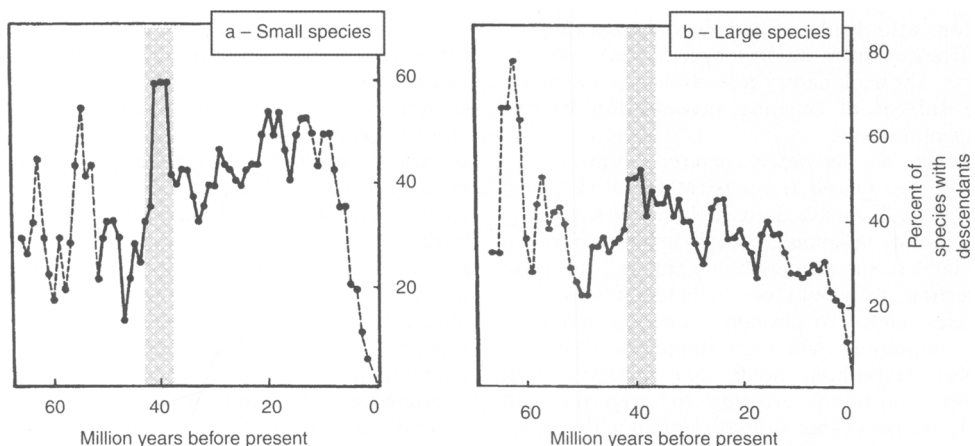 a – Small species
60
40
20
60
40
20
0
Million years before present
b – Large species
80
60
40
20
Percent of
species with
descendants
60
40
20
0
Million years before present